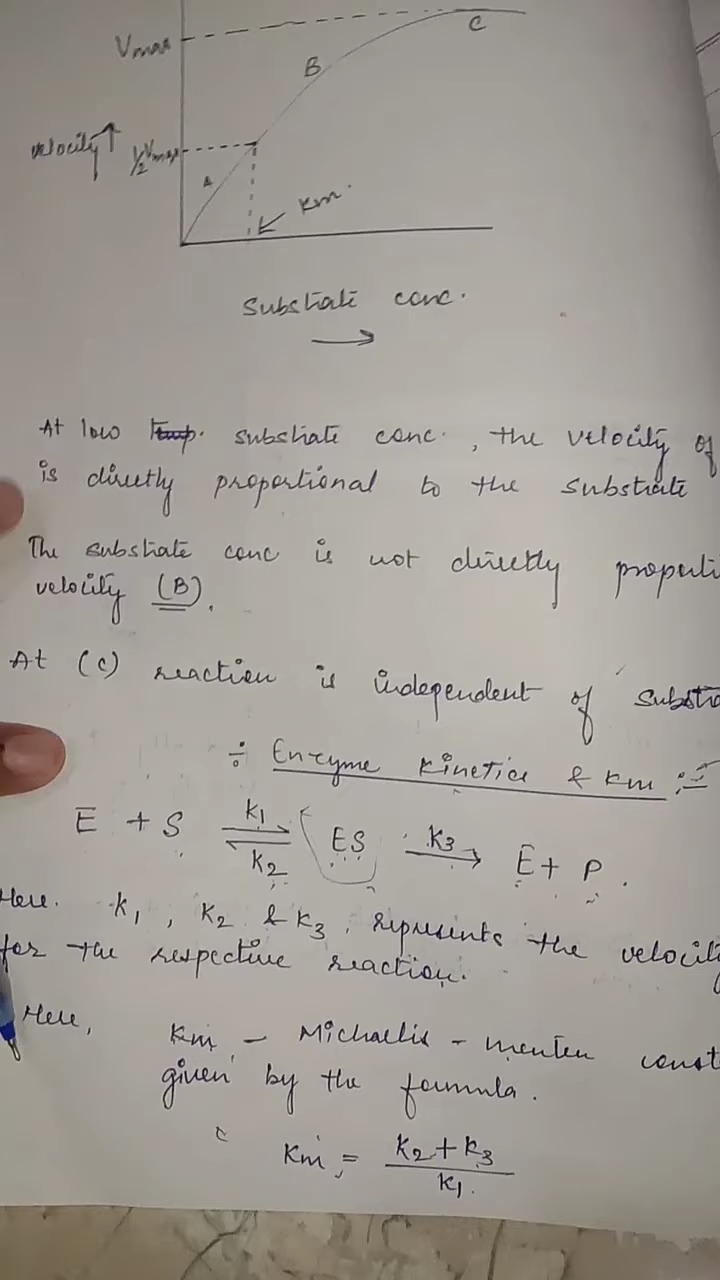 Vmax
C
B
velocity↑ 1/2 Vmax
A
Km.
Substrate conc.
→
At low substrate conc., the velocity of
is directly proportional to the substrate
The substrate conc is not directly proporti
velocity (B).
At (C) reaction is independent of substra
÷ Enzyme kinetics & Km :-
E + S ⇌ ES → E + P.
k1
k2
k3
Here. k1, k2 & k3, represents the velocit
for the respective reaction.
Here,
Km - Michaelis - menten const
given by the formula.
Km = k2 + k3
k1.